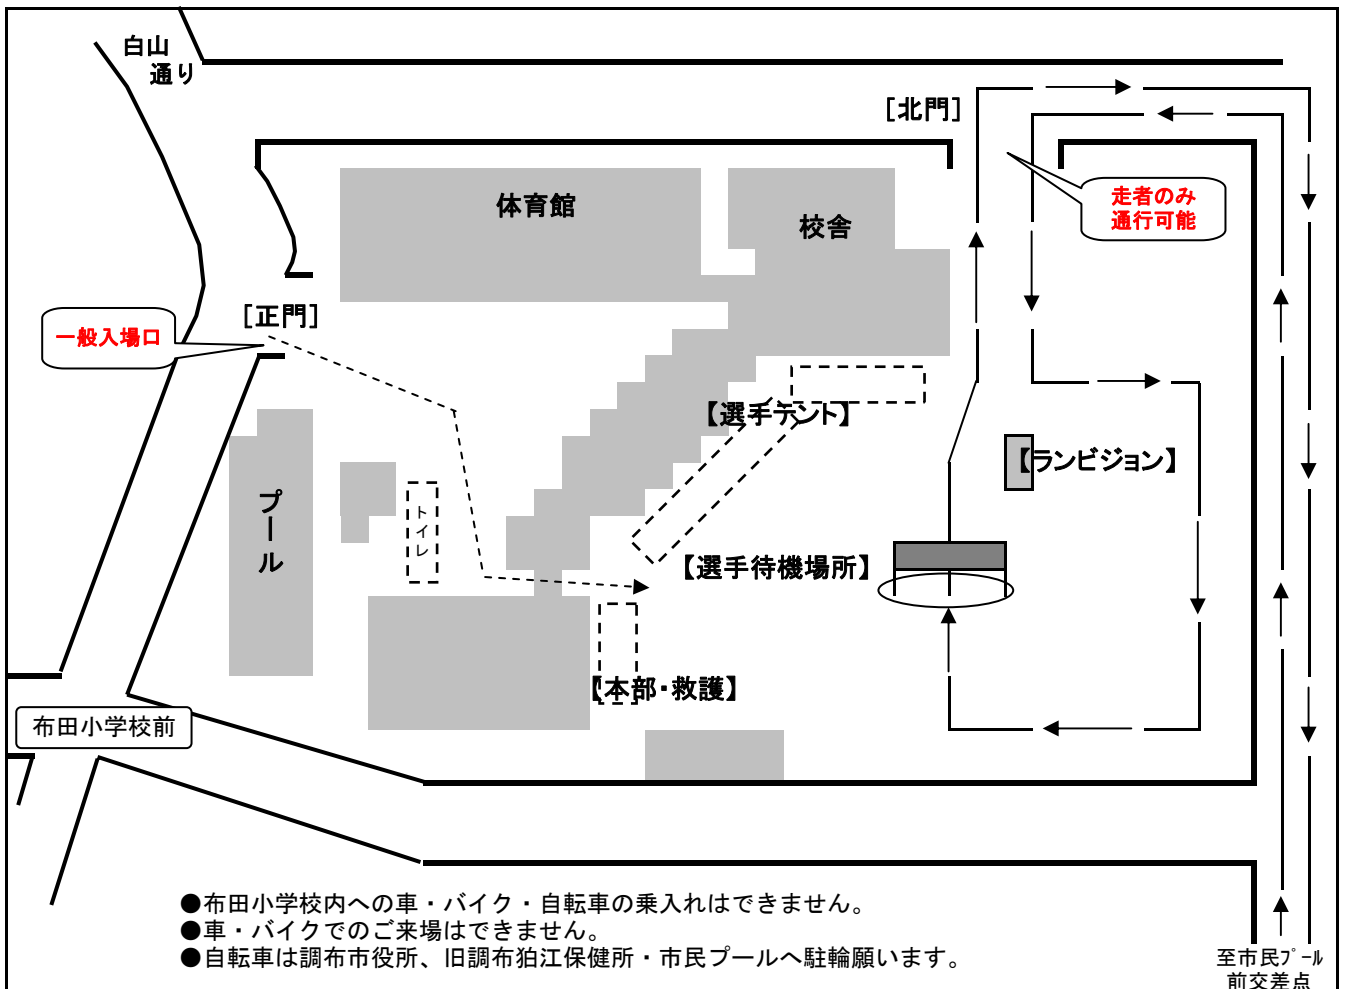 白山
通り
［北門］
走者のみ
通行可能
体育館
校舎
［正門］
一般入場口
【選手テント】
【ランビジョン】
プール
トイレ
【選手待機場所】
【本部・救護】
布田小学校前
●布田小学校内への車・バイク・自転車の乗入れはできません。
●車・バイクでのご来場はできません。
●自転車は調布市役所、旧調布狛江保健所・市民プールへ駐輪願います。
至市民プール
前交差点